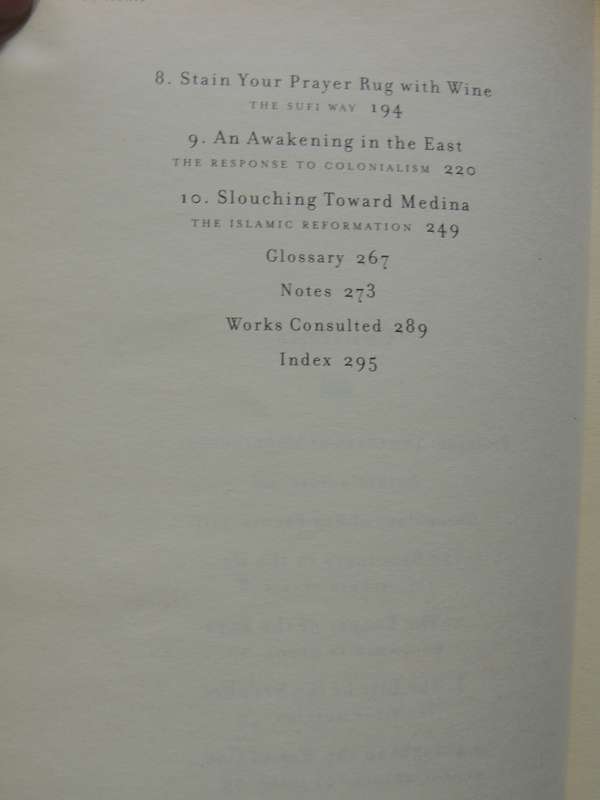 8. Stain Your Prayer Rug with Wine
THE SUFI WAY 194
9. An Awakening in the East
THE RESPONSE TO COLONIALISM 220
10. Slouching Toward Medina
THE ISLAMIC REFORMATION 249
Glossary 267
Notes 273
Works Consulted 289
Index 295